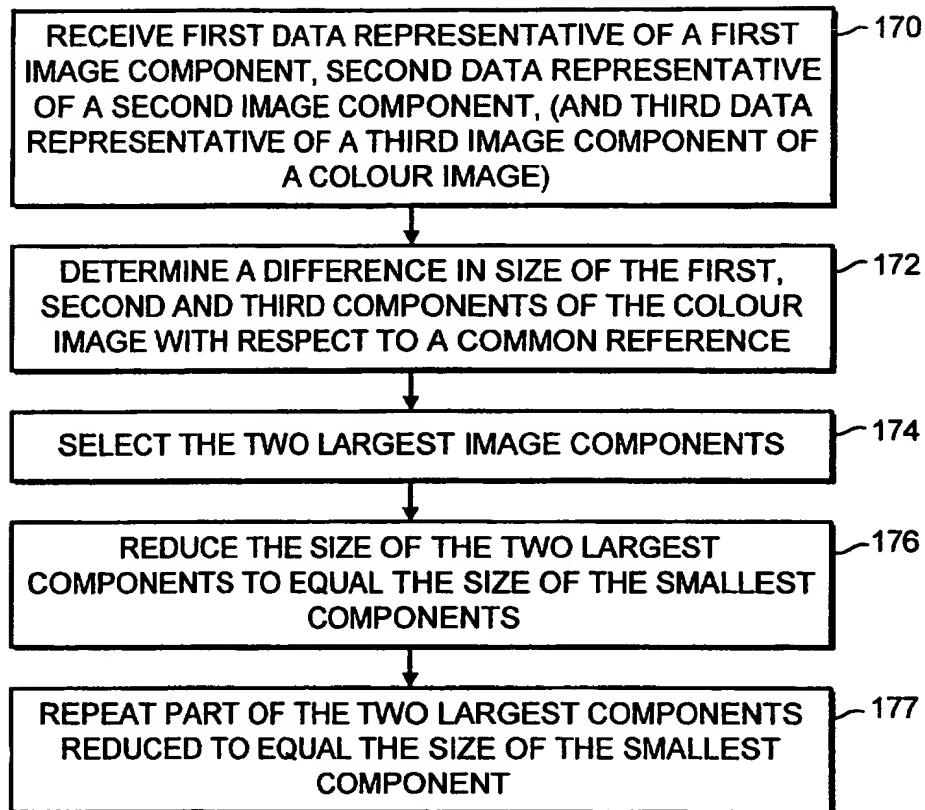 RECEIVE FIRST DATA REPRESENTATIVE OF A FIRST
IMAGE COMPONENT, SECOND DATA REPRESENTATIVE
OF A SECOND IMAGE COMPONENT, (AND THIRD DATA
REPRESENTATIVE OF A THIRD IMAGE COMPONENT OF
A COLOUR IMAGE)
170
DETERMINE A DIFFERENCE IN SIZE OF THE FIRST,
SECOND AND THIRD COMPONENTS OF THE COLOUR
IMAGE WITH RESPECT TO A COMMON REFERENCE
172
SELECT THE TWO LARGEST IMAGE COMPONENTS
174
REDUCE THE SIZE OF THE TWO LARGEST
COMPONENTS TO EQUAL THE SIZE OF THE SMALLEST
COMPONENTS
176
REPEAT PART OF THE TWO LARGEST COMPONENTS
REDUCED TO EQUAL THE SIZE OF THE SMALLEST
COMPONENT
177